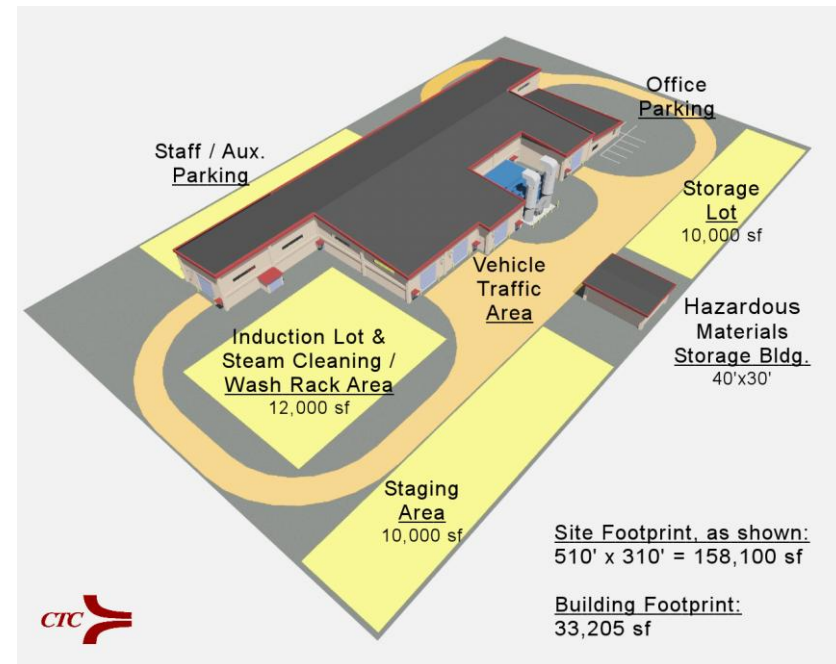 Office
Parking
Staff / Aux.
Parking
Storage
Lot
10,000 sf
Vehicle
Traffic
Area
Hazardous
Materials
Storage Bldg.
40'x30'
Induction Lot &
Steam Cleaning /
Wash Rack Area
12,000 sf
Staging
Area
10,000 sf
Site Footprint, as shown:
510' x 310' = 158,100 sf
Building Footprint:
33,205 sf
CTC